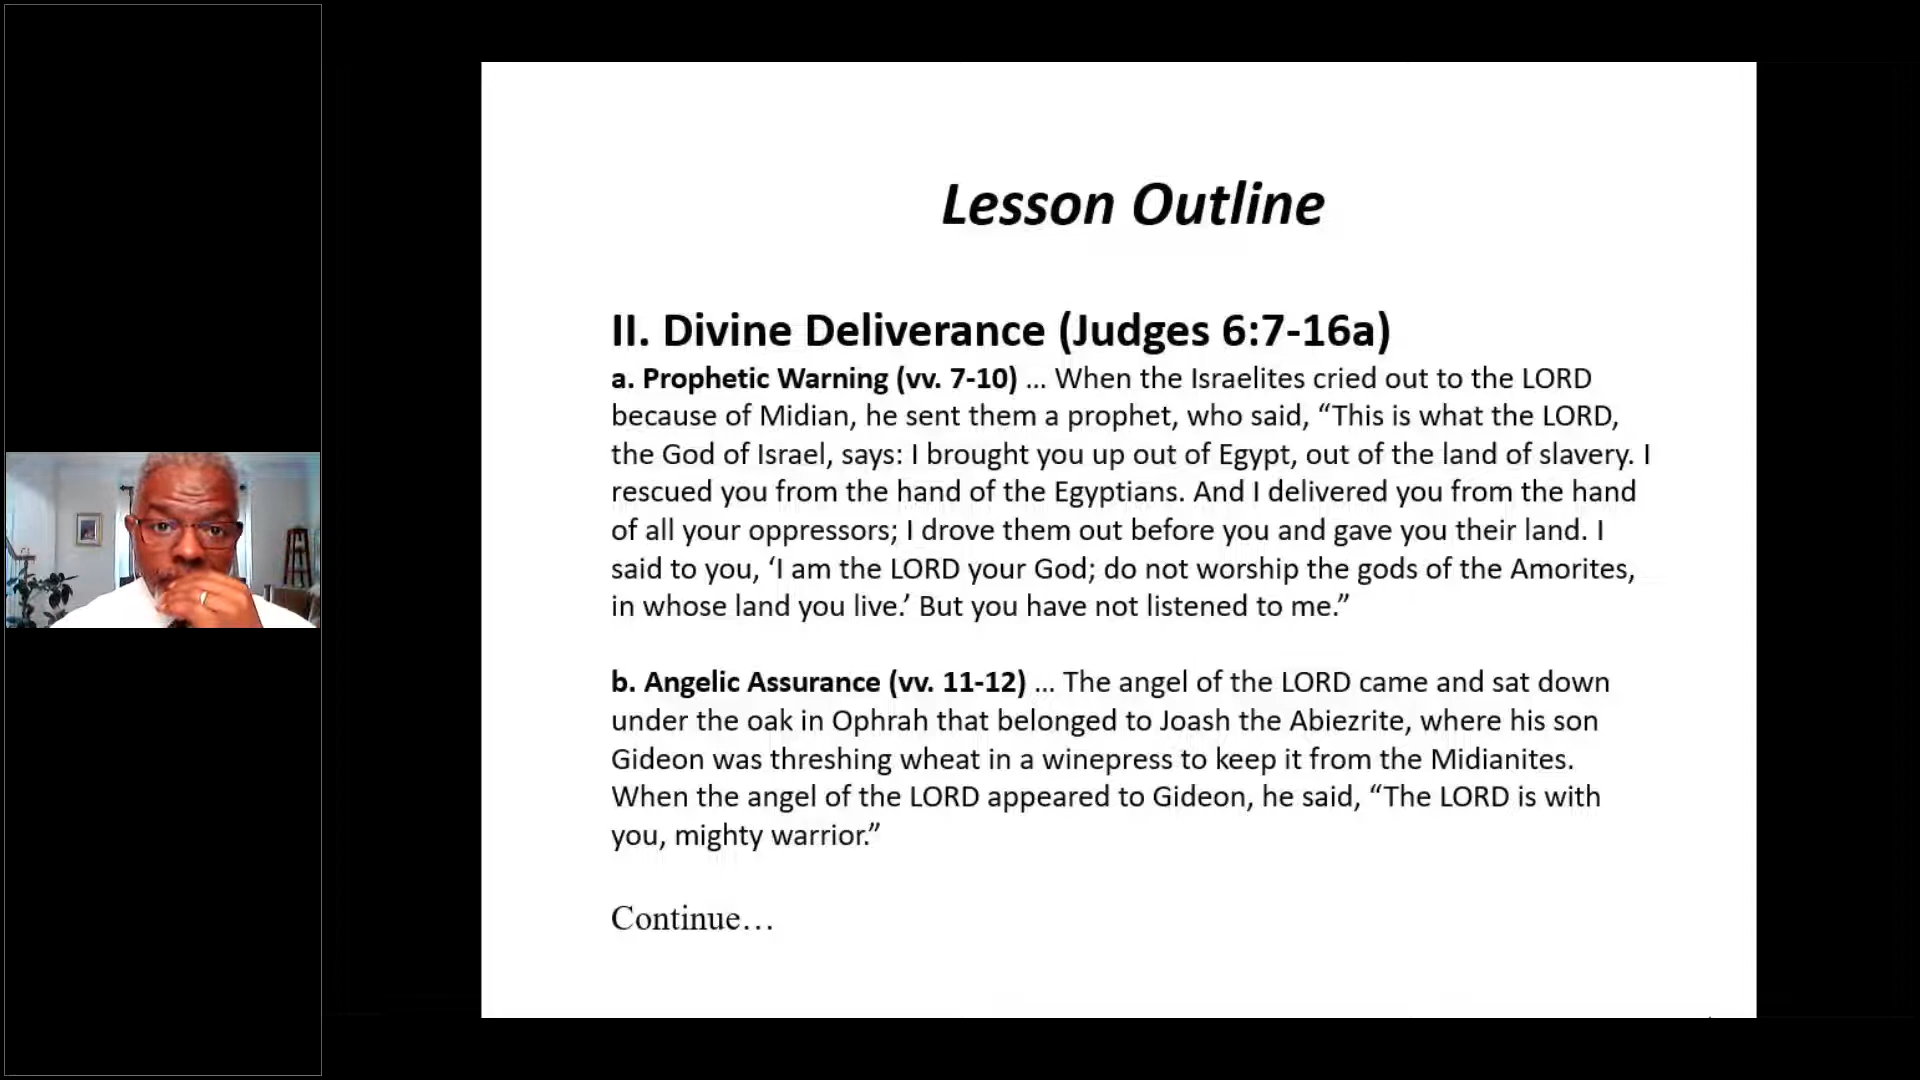 Lesson Outline
II. Divine Deliverance (Judges 6:7-16a)
a. Prophetic Warning (vv. 7-10) ... When the Israelites cried out to the LORD
because of Midian, he sent them a prophet, who said, “This is what the LORD,
the God of Israel, says: I brought you up out of Egypt, out of the land of slavery. I
rescued you from the hand of the Egyptians. And I delivered you from the hand
of all your oppressors; I drove them out before you and gave you their land. I
said to you, ‘I am the LORD your God; do not worship the gods of the Amorites,
in whose land you live.’ But you have not listened to me.”
b. Angelic Assurance (vv. 11-12) ... The angel of the LORD came and sat down
under the oak in Ophrah that belonged to Joash the Abiezrite, where his son
Gideon was threshing wheat in a winepress to keep it from the Midianites.
When the angel of the LORD appeared to Gideon, he said, “The LORD is with
you, mighty warrior.”
Continue…